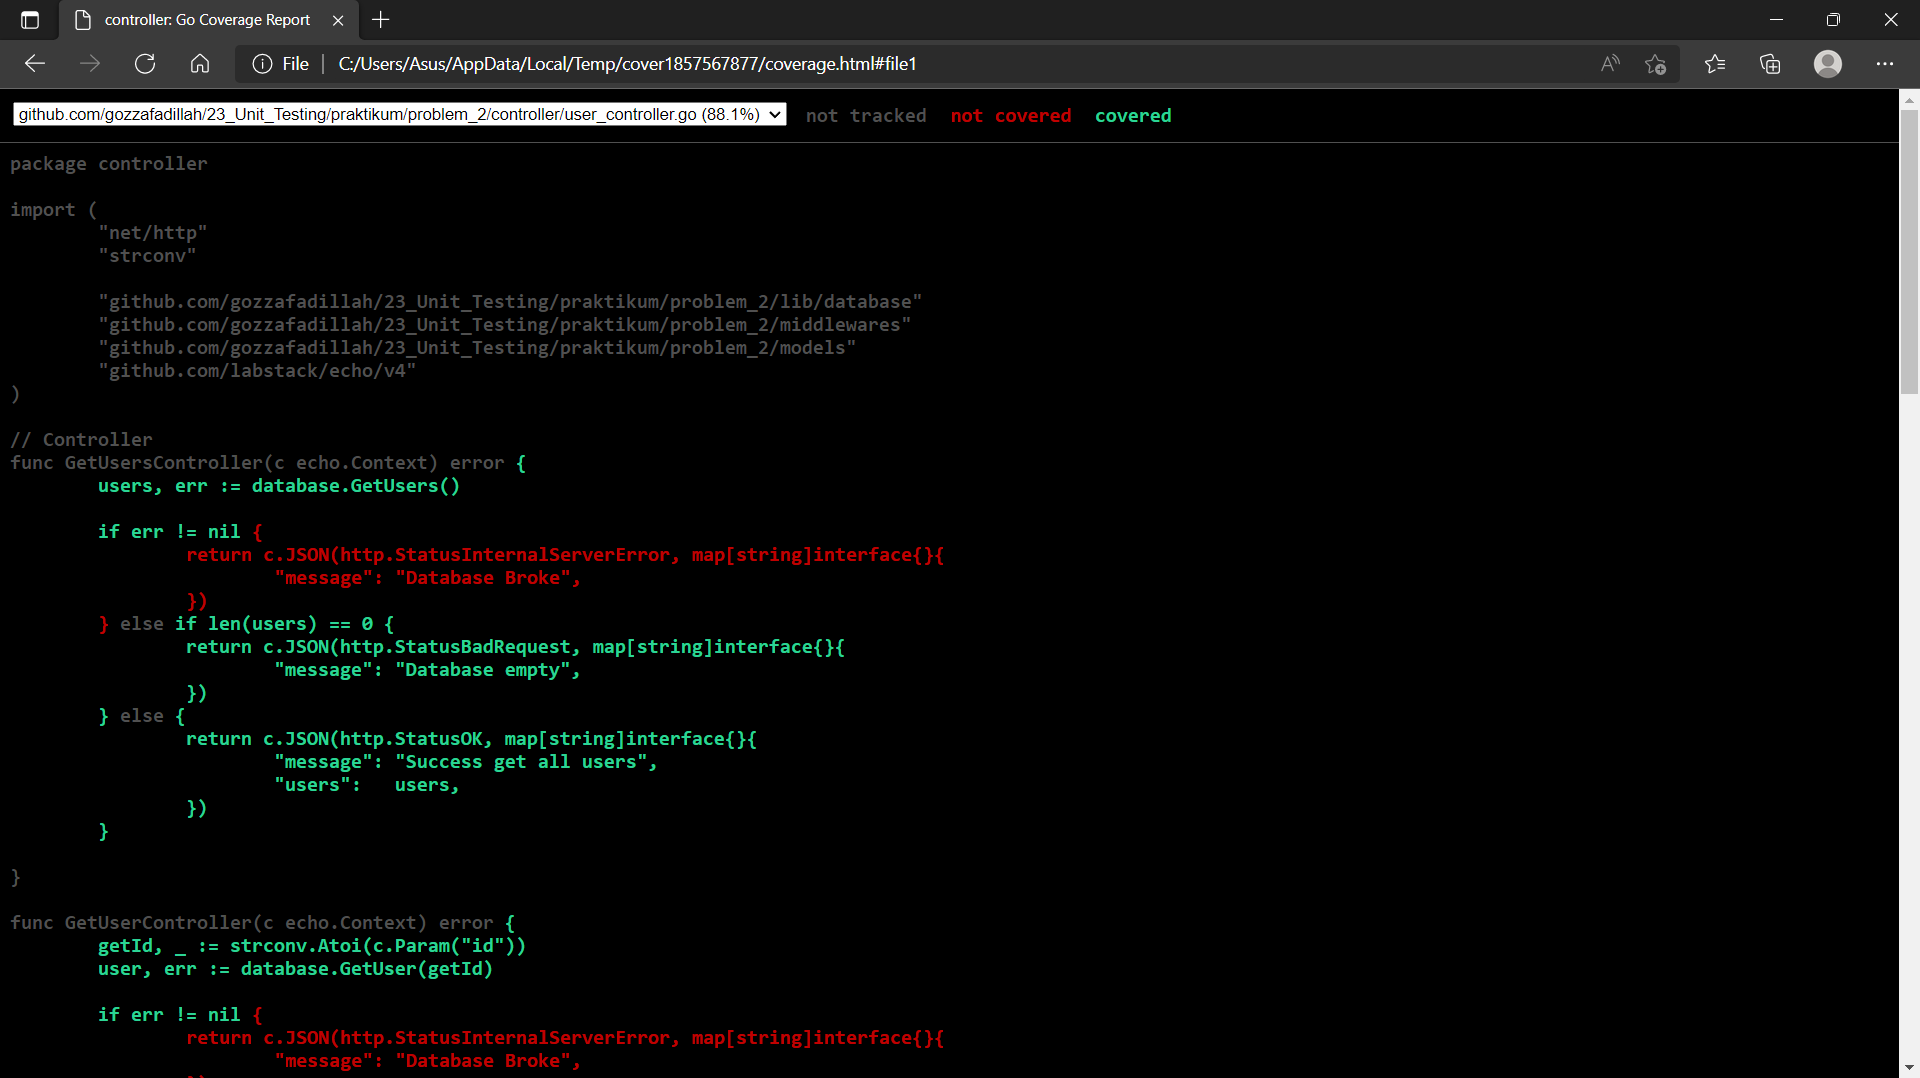 controller: Go Coverage Report
File
C:/Users/Asus/AppData/Local/Temp/cover1857567877/coverage.html#file1
github.com/gozzafadillah/23_Unit_Testing/praktikum/problem_2/controller/user_controller.go (88.1%) not tracked not covered covered
package controller
import (
"net/http"
"strconv"
"github.com/gozzafadillah/23_Unit_Testing/praktikum/problem_2/lib/database"
"github.com/gozzafadillah/23_Unit_Testing/praktikum/problem_2/middlewares"
"github.com/gozzafadillah/23_Unit_Testing/praktikum/problem_2/models"
"github.com/labstack/echo/v4"
)
// Controller
func GetUsersController(c echo.Context) error {
users, err := database.GetUsers()
if err != nil {
return c.JSON(http.StatusInternalServerError, map[string]interface{}{
"message": "Database Broke",
})
} else if len(users) == 0 {
return c.JSON(http.StatusBadRequest, map[string]interface{}{
"message": "Database empty",
})
} else {
return c.JSON(http.StatusOK, map[string]interface{}{
"message": "Success get all users",
"users":   users,
})
}
}
func GetUserController(c echo.Context) error {
getId, _ := strconv.Atoi(c.Param("id"))
user, err := database.GetUser(getId)
if err != nil {
return c.JSON(http.StatusInternalServerError, map[string]interface{}{
"message": "Database Broke",